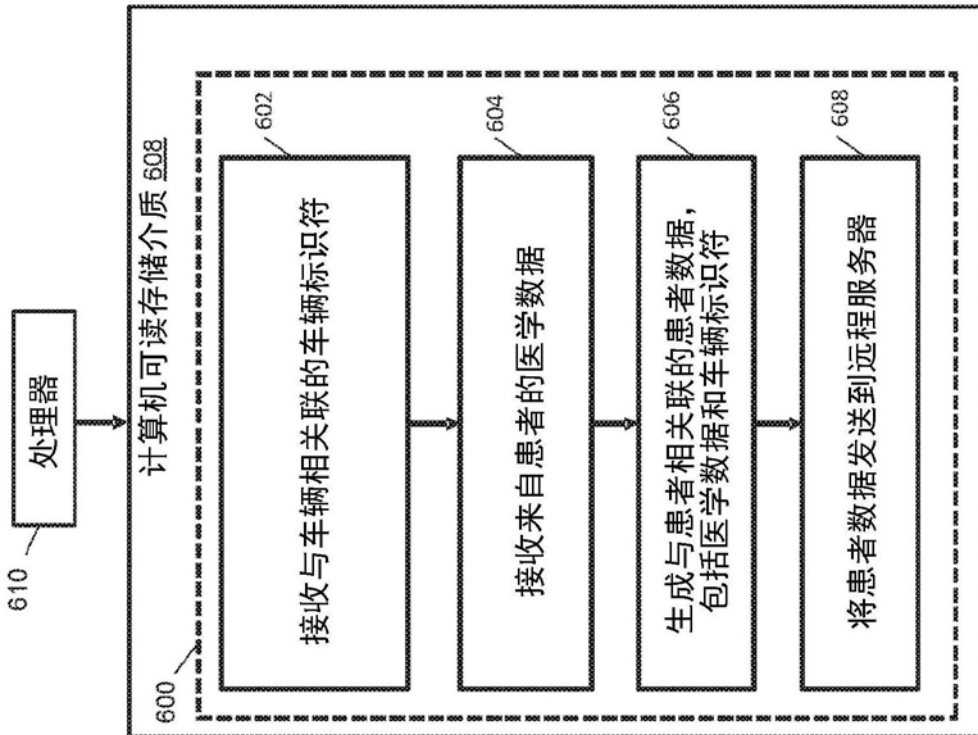 610
处理器
计算机可读存储介质 608
600
602
接收与车辆相关联的车辆标识符
604
接收来自患者的医学数据
606
生成与患者相关联的患者数据，
包括医学数据和车辆标识符
608
将患者数据发送到远程服务器